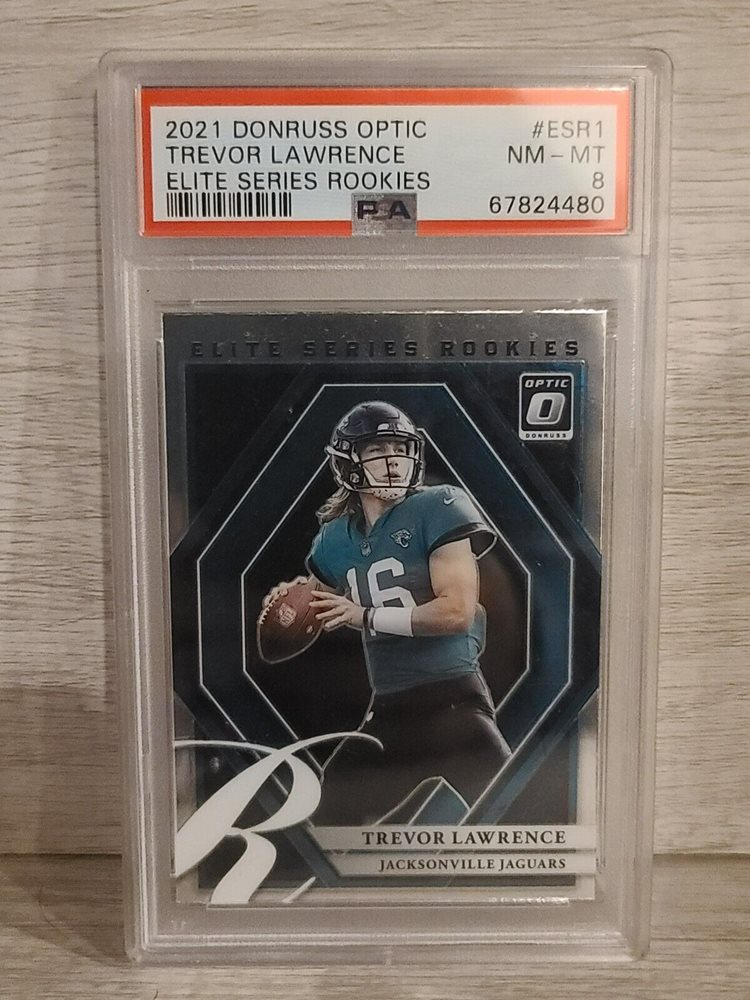 2021 DONRUSS OPTIC #ESR1
TREVOR LAWRENCE NM - MT
ELITE SERIES ROOKIES 8
PSA 67824480
ELITE SERIES ROOKIES
OPTIC
O
DONRUSS
16
R
TREVOR LAWRENCE
JACKSONVILLE JAGUARS